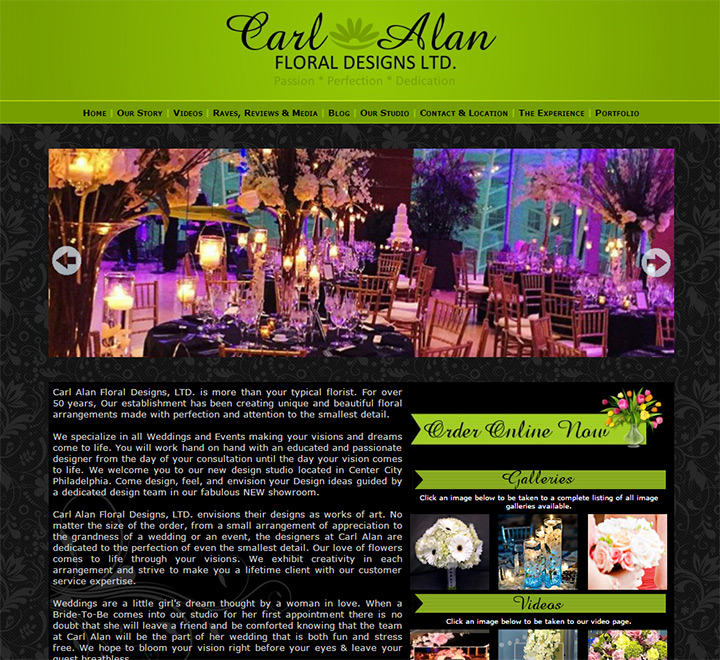 Carl Alan
FLORAL DESIGNS LTD.
Passion * Perfection * Dedication
Home | Our Story | Videos | Raves, Reviews & Media | Blog | Our Studio | Contact & Location | The Experience | Portfolio
Carl Alan Floral Designs, LTD. is more than your typical florist. For over
50 years, Our establishment has been creating unique and beautiful floral
arrangements made with perfection and attention to the smallest detail.
We specialize in all Weddings and Events making your visions and dreams
come to life. You will work hand on hand with an educated and passionate
designer from the day of your consultation until the day your vision comes
to life. We welcome you to our new design studio located in Center City
Philadelphia. Come design, feel, and envision your Design ideas guided by
a dedicated design team in our fabulous NEW showroom.
Carl Alan Floral Designs, LTD. envisions their designs as works of art. No
matter the size of the order, from a small arrangement of appreciation to
the grandness of a wedding or an event, the designers at Carl Alan are
dedicated to the perfection of even the smallest detail. Our love of flowers
comes to life through your visions. We exhibit creativity in each
arrangement and strive to make you a lifetime client with our customer
service expertise.
Weddings are a little girl's dream thought by a woman in love. When a
Bride-To-Be comes into our studio for her first appointment there is no
doubt that she will leave a friend and be comforted knowing that the team
at Carl Alan will be the part of her wedding that is both fun and stress
free. We hope to bloom your vision right before your eyes & leave your
guest breathless.
Order Online Now
Galleries
Click an image below to be taken to a complete listing of all image
galleries available.
Videos
Click an image below to be taken to our video page.